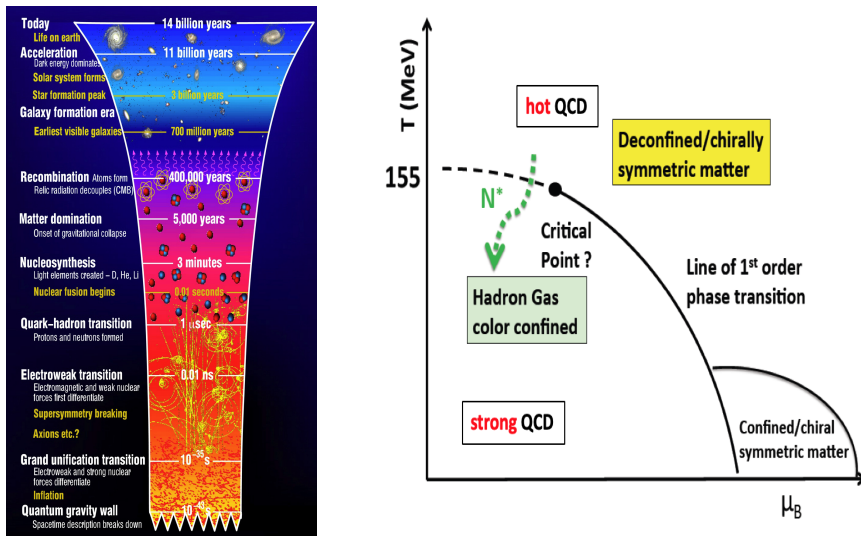 Today 14 billion years
Life on earth
Acceleration 11 billion years
Dark energy dominates
Solar system forms
Star formation peak 3 billion years
Galaxy formation era
Earliest visible galaxies 700 million years
Recombination Atoms form 400,000 years
Relic radiation decouples (CMB)
Matter domination 5,000 years
Onset of gravitational collapse
Nucleosynthesis 3 minutes
Light elements created – D, He, Li
Nuclear fusion begins 0.01 seconds
Quark–hadron transition 1 μsec
Protons and neutrons formed
Electroweak transition 0.01 ns
Electromagnetic and weak nuclear
forces first differentiate
Supersymmetry breaking
Axions etc.?
Grand unification transition 10⁻³⁵s
Electroweak and strong nuclear
forces differentiate
Inflation
Quantum gravity wall
Spacetime description breaks down
T (MeV)
hot QCD
Deconfined/chirally
symmetric matter
155
N*
Critical
Point ?
Line of 1st order
phase transition
Hadron Gas
color confined
strong QCD
Confined/chiral
symmetric matter
μB